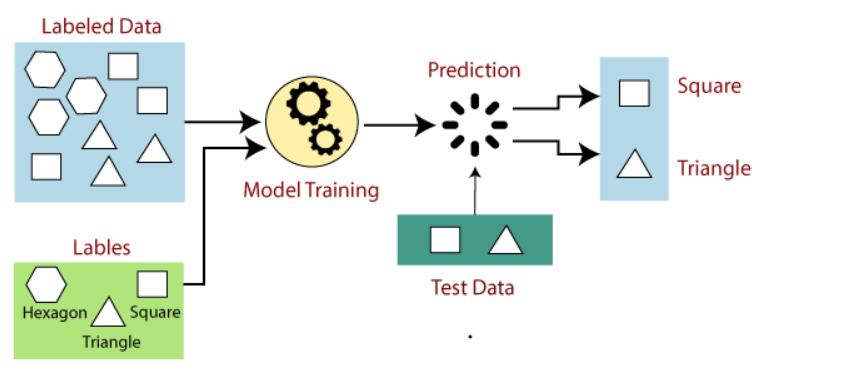 Labeled Data
Prediction
Square
Model Training
Triangle
Lables
Test Data
Hexagon
Square
Triangle